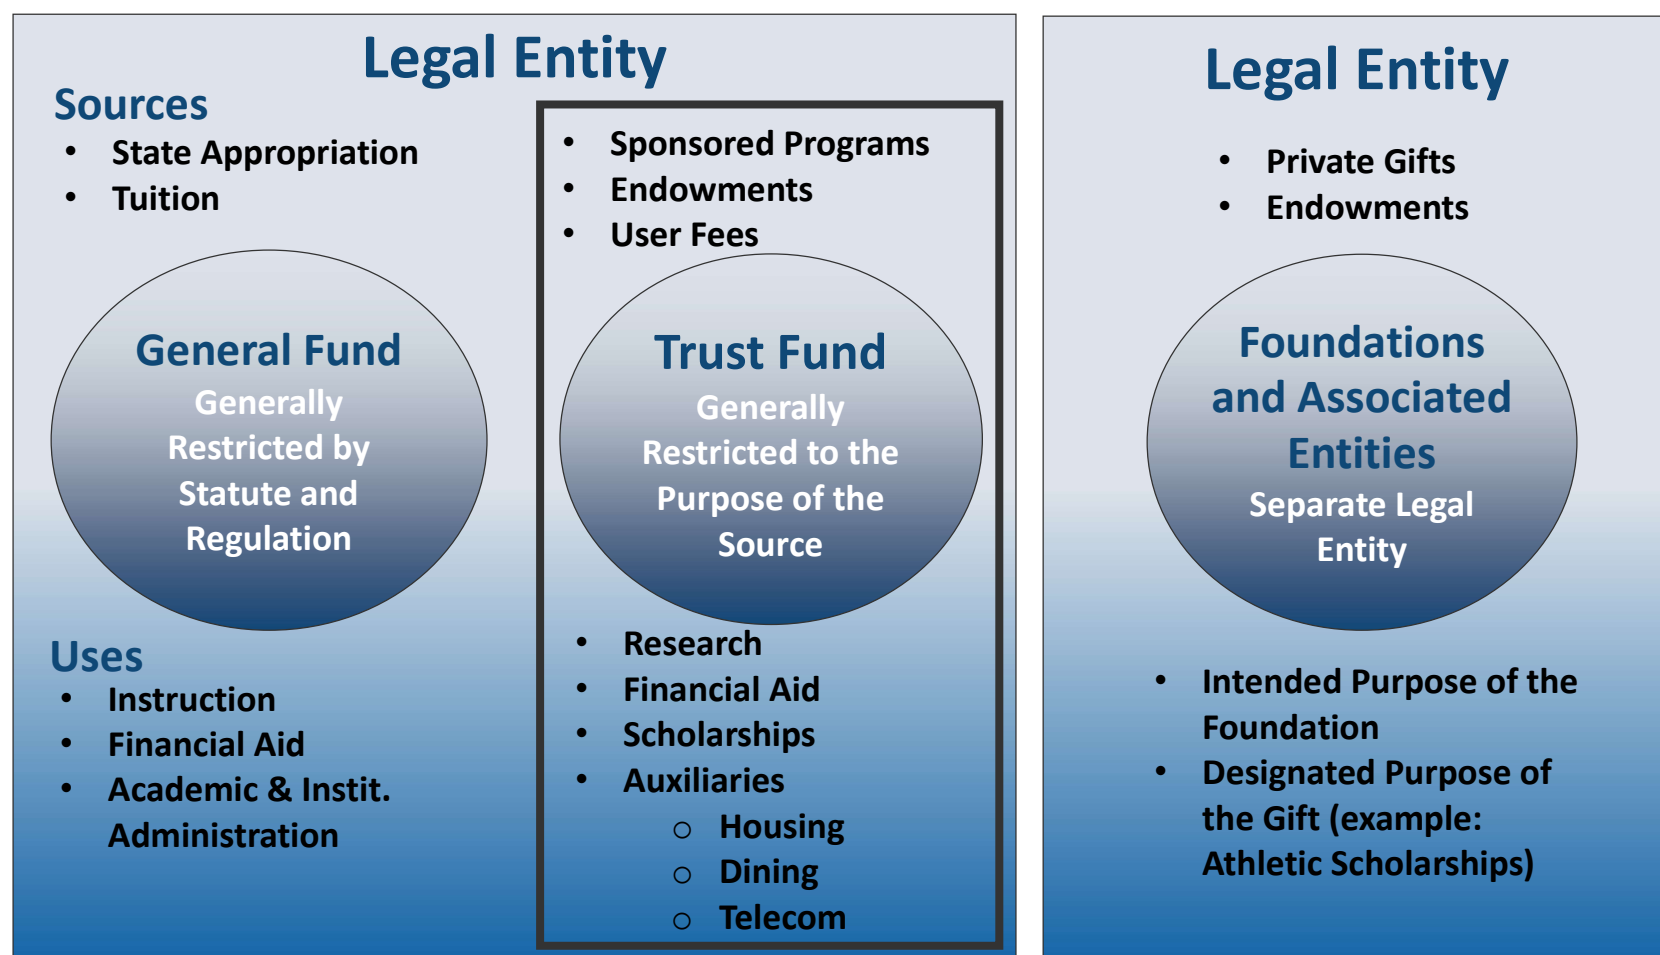 Legal Entity
Sources
• State Appropriation
• Tuition
General Fund
Generally
Restricted by
Statute and
Regulation
Uses
• Instruction
• Financial Aid
• Academic & Instit.
Administration
• Sponsored Programs
• Endowments
• User Fees
Trust Fund
Generally
Restricted to the
Purpose of the
Source
• Research
• Financial Aid
• Scholarships
• Auxiliaries
o Housing
o Dining
o Telecom
Legal Entity
• Private Gifts
• Endowments
Foundations
and Associated
Entities
Separate Legal
Entity
• Intended Purpose of the
Foundation
• Designated Purpose of
the Gift (example:
Athletic Scholarships)